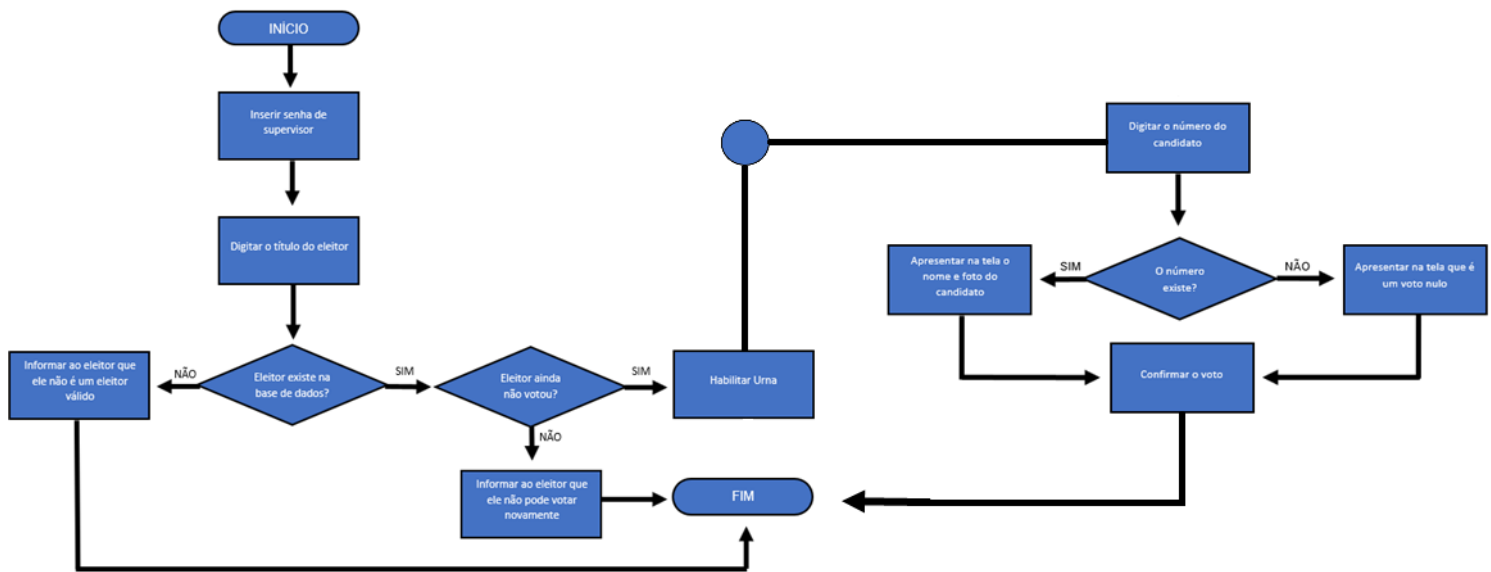 INÍCIO
Inserir senha de
supervisor
Digitar o título do eleitor
Eleitor existe na
base de dados?
NÃO
Informar ao eleitor que
ele não é um eleitor
válido
SIM
Eleitor ainda
não votou?
NÃO
Informar ao eleitor que
ele não pode votar
novamente
SIM
Habilitar Urna
FIM
Digitar o número do
candidato
O número
existe?
SIM
Apresentar na tela o
nome e foto do
candidato
NÃO
Apresentar na tela que é
um voto nulo
Confirmar o voto